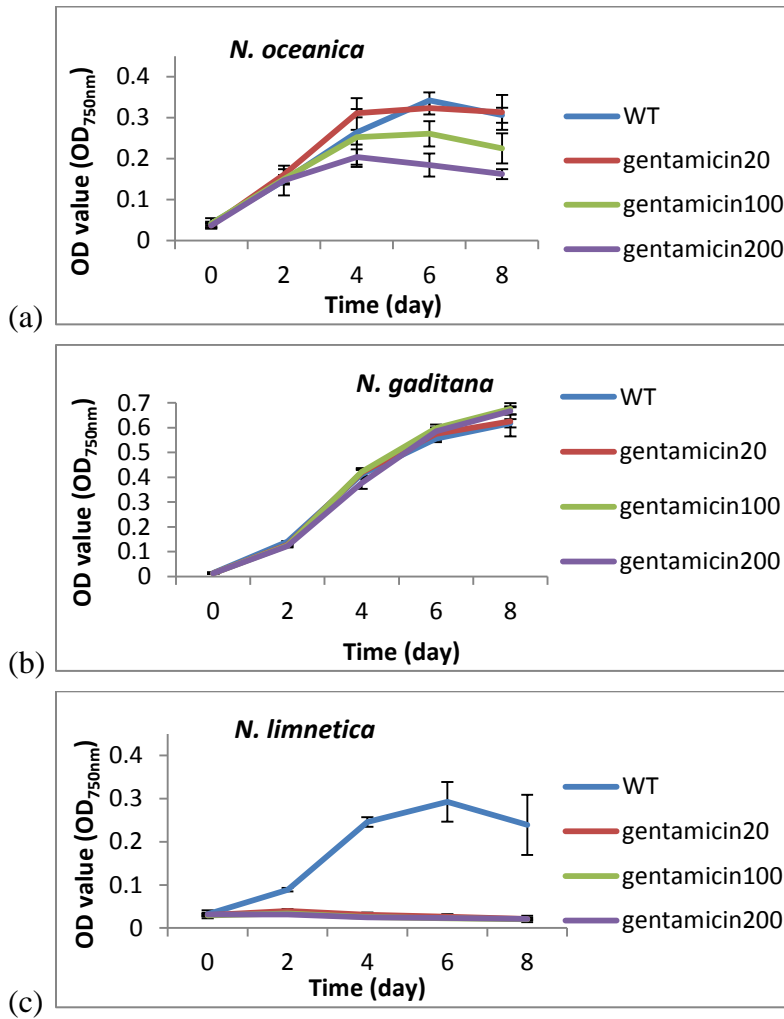 N. oceanica
OD value (OD750nm)
0.4
0.3
0.2
0.1
0
0 2 4 6 8
Time (day)
WT
gentamicin20
gentamicin100
gentamicin200
(a)
N. gaditana
OD value (OD750nm)
0.7
0.6
0.5
0.4
0.3
0.2
0.1
0
0 2 4 6 8
Time (day)
WT
gentamicin20
gentamicin100
gentamicin200
(b)
N. limnetica
OD value (OD750nm)
0.4
0.3
0.2
0.1
0
0 2 4 6 8
Time (day)
WT
gentamicin20
gentamicin100
gentamicin200
(c)